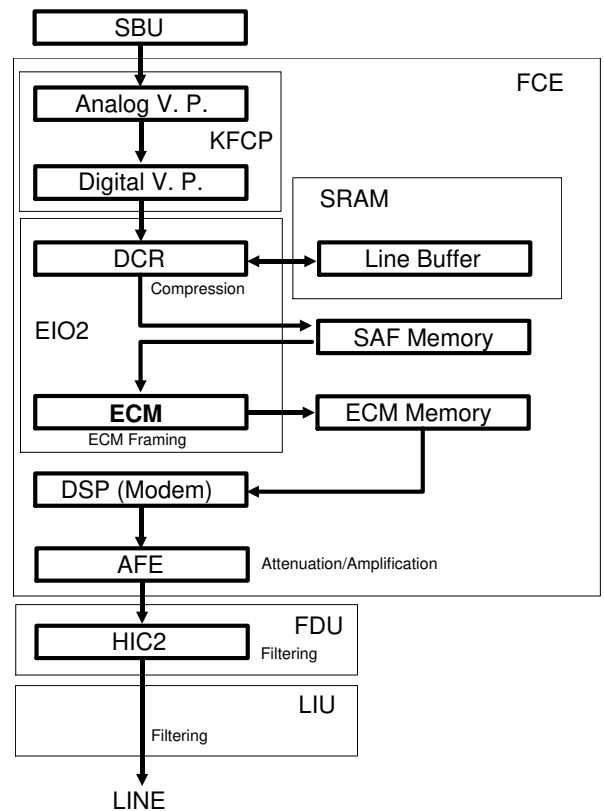 SBU
FCE
Analog V. P.
KFCP
Digital V. P.
SRAM
DCR
Line Buffer
Compression
EIO2
SAF Memory
ECM
ECM Memory
ECM Framing
DSP (Modem)
AFE
Attenuation/Amplification
FDU
HIC2
Filtering
LIU
Filtering
LINE